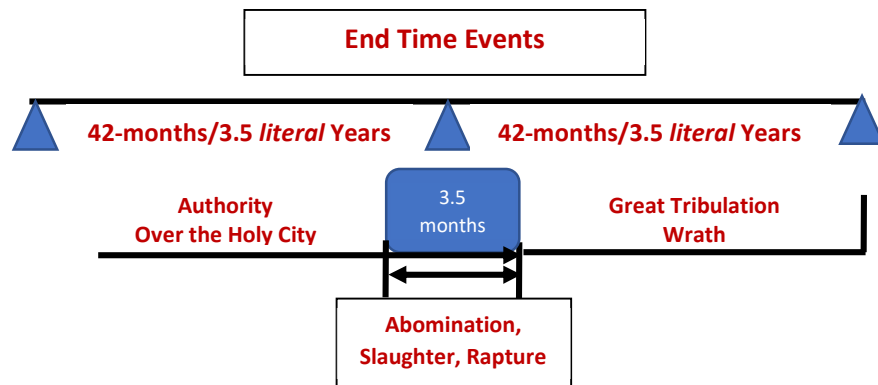 End Time Events
42-months/3.5 literal Years
42-months/3.5 literal Years
3.5
months
Authority
Over the Holy City
Great Tribulation
Wrath
Abomination,
Slaughter, Rapture